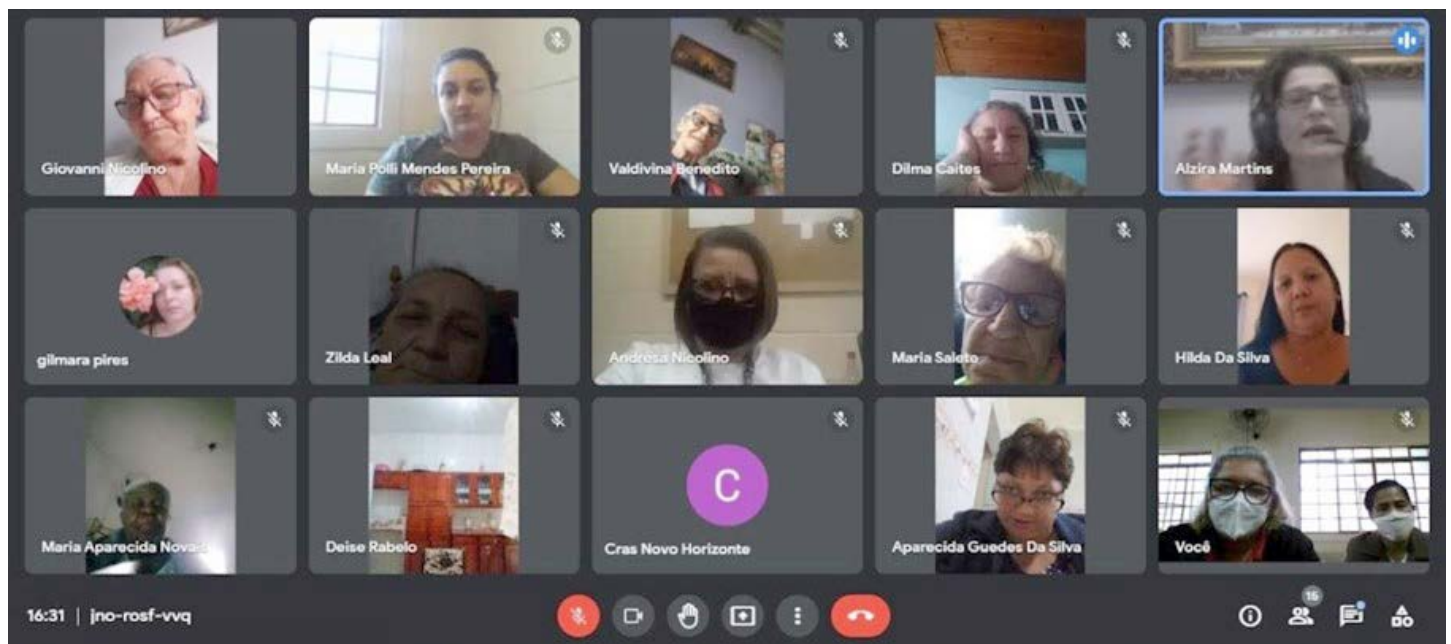 Giovanni Nicolino
Maria Polli Mendes Pereira
Valdivina Benedito
Dilma Caites
Alzira Martins
gilmara pires
Zilda Leal
Andresa Nicolino
Maria Salete
Hilda Da Silva
Maria Aparecida Novais
Deise Rabelo
C
Cras Novo Horizonte
Aparecida Guedes Da Silva
Você
16:31 | jno-rosf-vvq
15